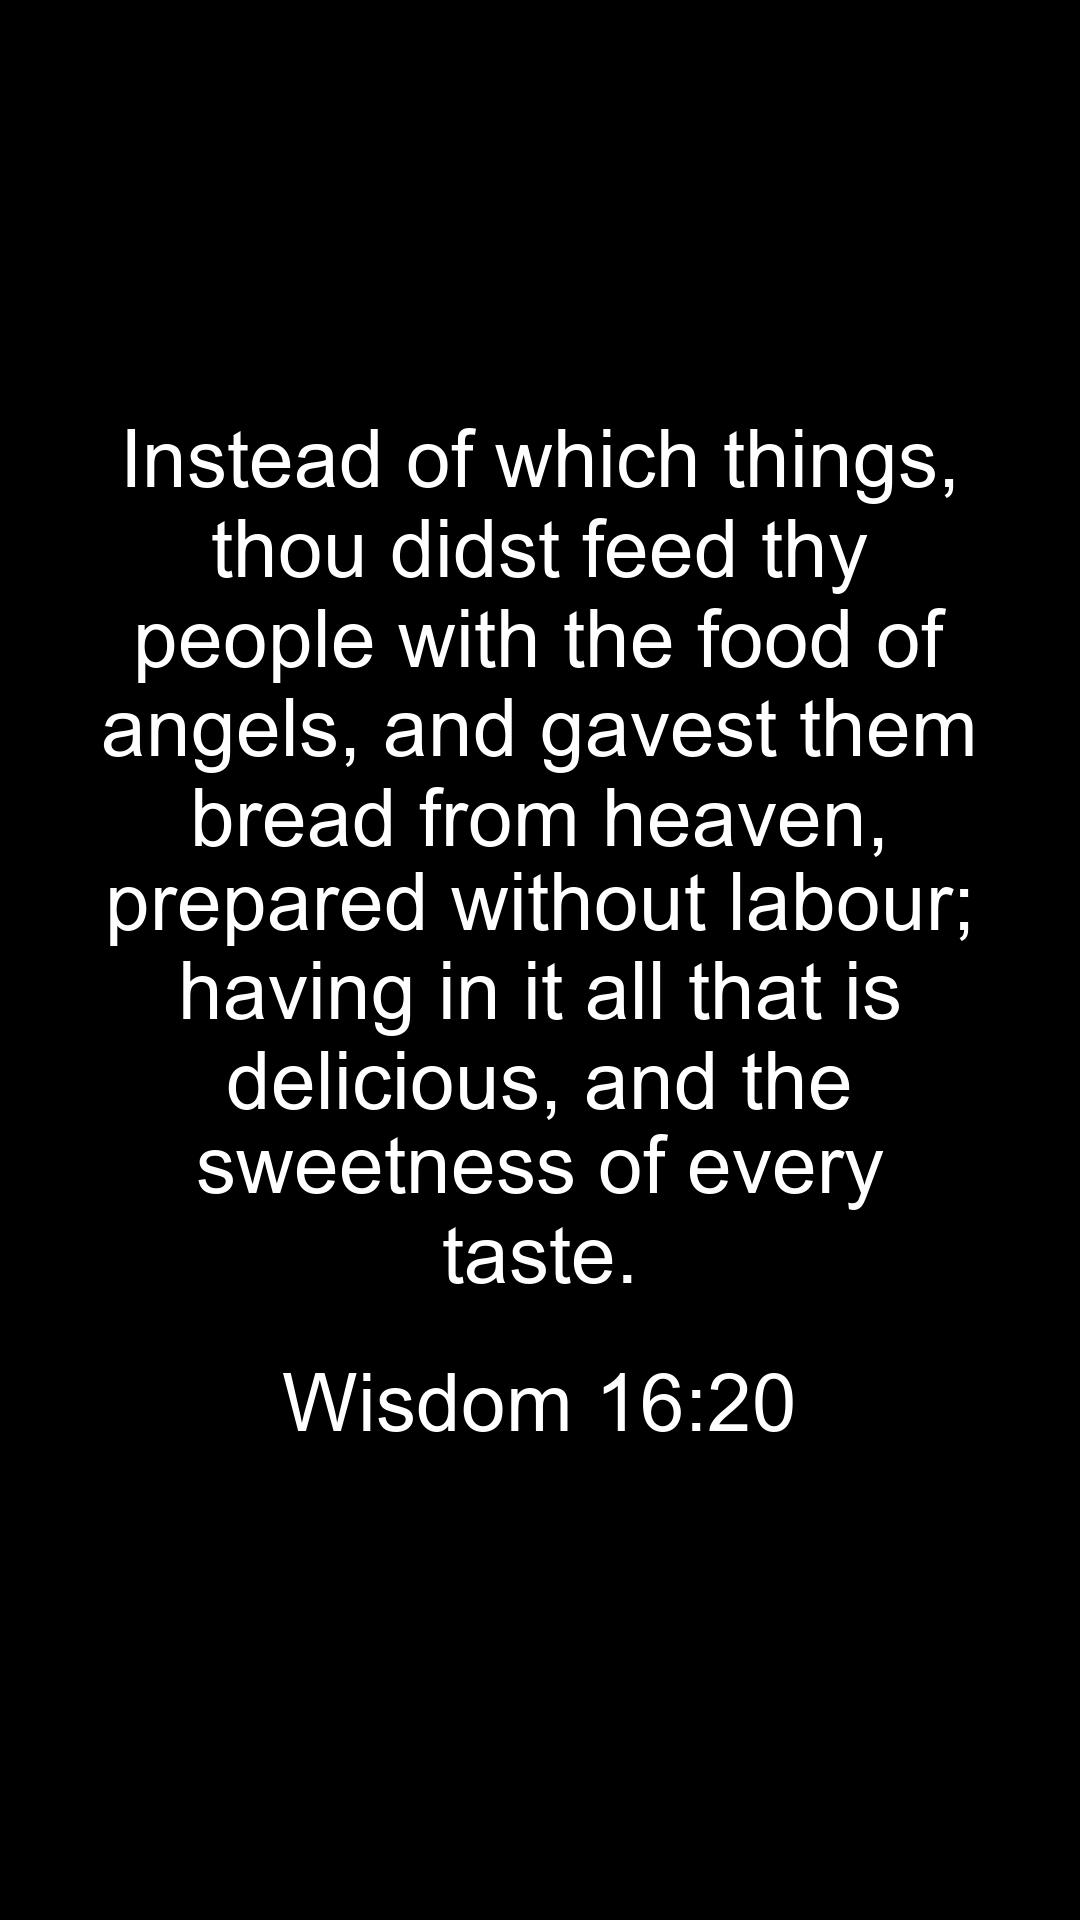 Instead of which things,
thou didst feed thy
people with the food of
angels, and gavest them
bread from heaven,
prepared without labour;
having in it all that is
delicious, and the
sweetness of every
taste.
Wisdom 16:20